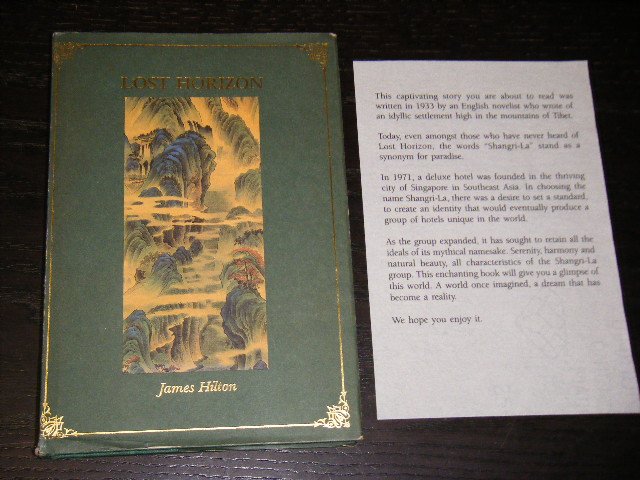 LOST HORIZON
James Hilton
This captivating story you are about to read was
written in 1933 by an English novelist who wrote of
an idyllic settlement high in the mountains of Tibet.
Today, even amongst those who have never heard of
Lost Horizon, the words "Shangri-La" stand as a
synonym for paradise.
In 1971, a deluxe hotel was founded in the thriving
city of Singapore in Southeast Asia. In choosing the
name Shangri-La, there was a desire to set a standard,
to create an identity that would eventually produce a
group of hotels unique in the world.
As the group expanded, it has sought to retain all the
ideals of its mythical namesake. Serenity, harmony and
natural beauty, all characteristics of the Shangri-La
group. This enchanting book will give you a glimpse of
this world. A world once imagined, a dream that has
become a reality.
We hope you enjoy it.